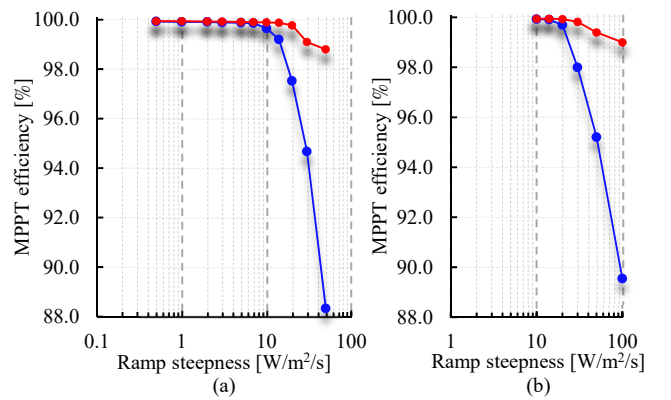 100.0
98.0
96.0
94.0
92.0
90.0
88.0
MPPT efficiency [%]
0.1 1 10 100
Ramp steepness [W/m²/s]
(a)
100.0
98.0
96.0
94.0
92.0
90.0
88.0
MPPT efficiency [%]
1 10 100
Ramp steepness [W/m²/s]
(b)